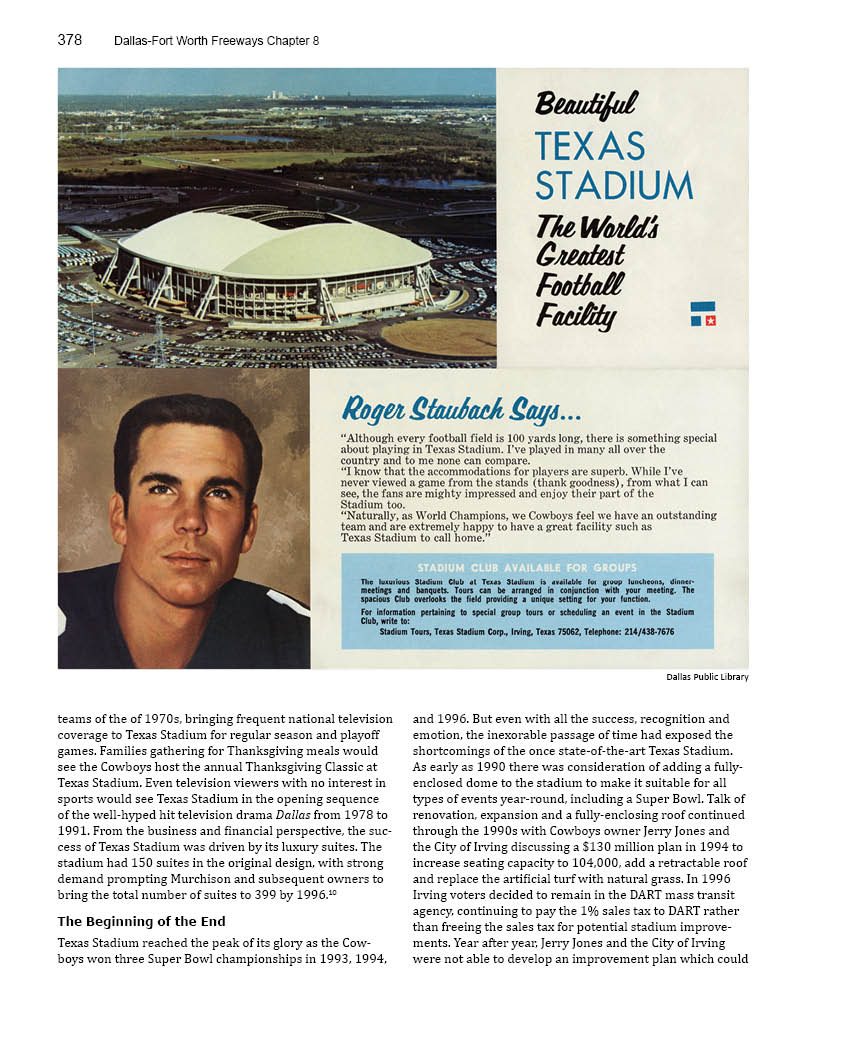 378 Dallas-Fort Worth Freeways Chapter 8
Beautiful
TEXAS
STADIUM
The World's
Greatest
Football
Facility
Roger Staubach Says...
“Although every football field is 100 yards long, there is something special
about playing in Texas Stadium. I've played in many all over the
country and to me none can compare.
“I know that the accommodations for players are superb. While I've
never viewed a game from the stands (thank goodness), from what I can
see, the fans are mighty impressed and enjoy their part of the
Stadium too.
“Naturally, as World Champions, we Cowboys feel we have an outstanding
team and are extremely happy to have a great facility such as
Texas Stadium to call home.”
STADIUM CLUB AVAILABLE FOR GROUPS
The luxurious Stadium Club at Texas Stadium is available for group luncheons, dinner-
meetings and banquets. Tours can be arranged in conjunction with your meeting. The
spacious Club overlooks the field providing a unique setting for your function.
For information pertaining to special group tours or scheduling an event in the Stadium
Club, write to:
Stadium Tours, Texas Stadium Corp., Irving, Texas 75062, Telephone: 214/438-7676
Dallas Public Library
teams of the of 1970s, bringing frequent national television
coverage to Texas Stadium for regular season and playoff
games. Families gathering for Thanksgiving meals would
see the Cowboys host the annual Thanksgiving Classic at
Texas Stadium. Even television viewers with no interest in
sports would see Texas Stadium in the opening sequence
of the well-hyped hit television drama Dallas from 1978 to
1991. From the business and financial perspective, the suc-
cess of Texas Stadium was driven by its luxury suites. The
stadium had 150 suites in the original design, with strong
demand prompting Murchison and subsequent owners to
bring the total number of suites to 399 by 1996.¹⁰
The Beginning of the End
Texas Stadium reached the peak of its glory as the Cow-
boys won three Super Bowl championships in 1993, 1994,
and 1996. But even with all the success, recognition and
emotion, the inexorable passage of time had exposed the
shortcomings of the once state-of-the-art Texas Stadium.
As early as 1990 there was consideration of adding a fully-
enclosed dome to the stadium to make it suitable for all
types of events year-round, including a Super Bowl. Talk of
renovation, expansion and a fully-enclosing roof continued
through the 1990s with Cowboys owner Jerry Jones and
the City of Irving discussing a $130 million plan in 1994 to
increase seating capacity to 104,000, add a retractable roof
and replace the artificial turf with natural grass. In 1996
Irving voters decided to remain in the DART mass transit
agency, continuing to pay the 1% sales tax to DART rather
than freeing the sales tax for potential stadium improve-
ments. Year after year, Jerry Jones and the City of Irving
were not able to develop an improvement plan which could